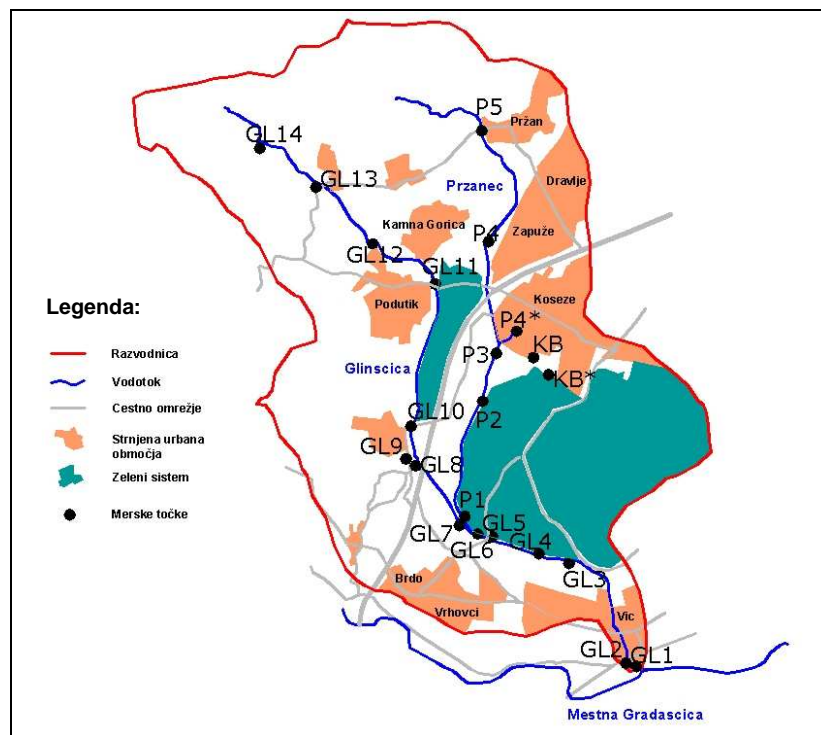 P5
Pržan
GL14
GL13
Przanec
Dravlje
Kamna Gorica
Zapuže
P4
GL12
GL11
Koseze
Podutik
P4*
Legenda:
KB
P3
Razvodnica
KB*
Glinscica
Vodotok
P2
Cestno omrežje
GL10
Strnjena urbana
območja
GL9
GL8
Zeleni sistem
P1
Merske točke
GL7
GL5
GL6
GL4
GL3
Brdo
Vrhovci
Vic
GL2
GL1
Mestna Gradascica